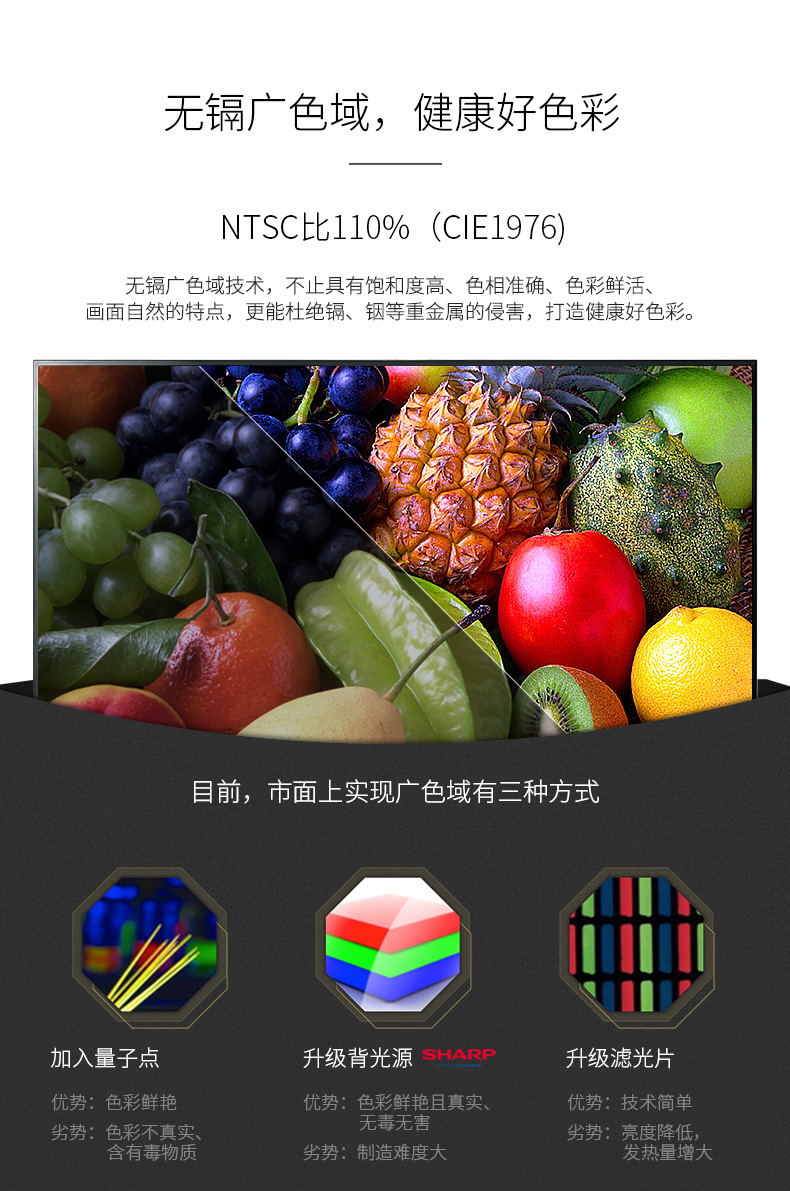 无镉广色域，健康好色彩
NTSC比110%（CIE1976)
无镉广色域技术，不止具有饱和度高、色相准确、色彩鲜活、
画面自然的特点，更能杜绝镉、铟等重金属的侵害，打造健康好色彩。
目前，市面上实现广色域有三种方式
加入量子点
优势：色彩鲜艳
劣势：色彩不真实、
含有毒物质
升级背光源 SHARP
优势：色彩鲜艳且真实、
无毒无害
劣势：制造难度大
升级滤光片
优势：技术简单
劣势：亮度降低，
发热量增大